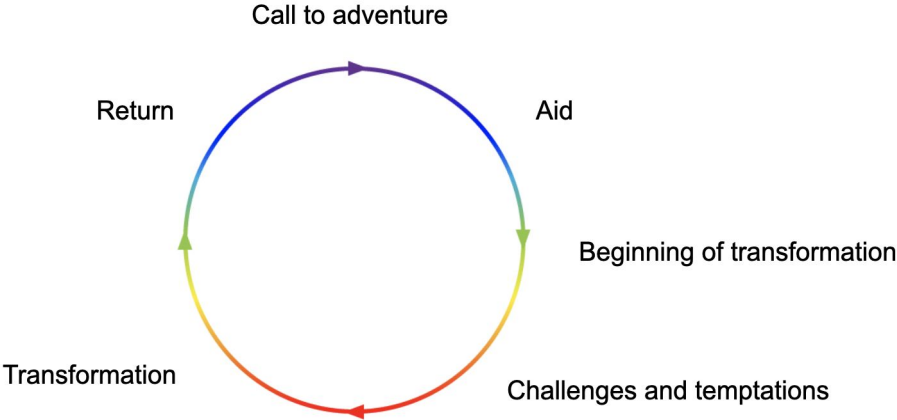 Call to adventure
Return
Aid
Beginning of transformation
Transformation
Challenges and temptations